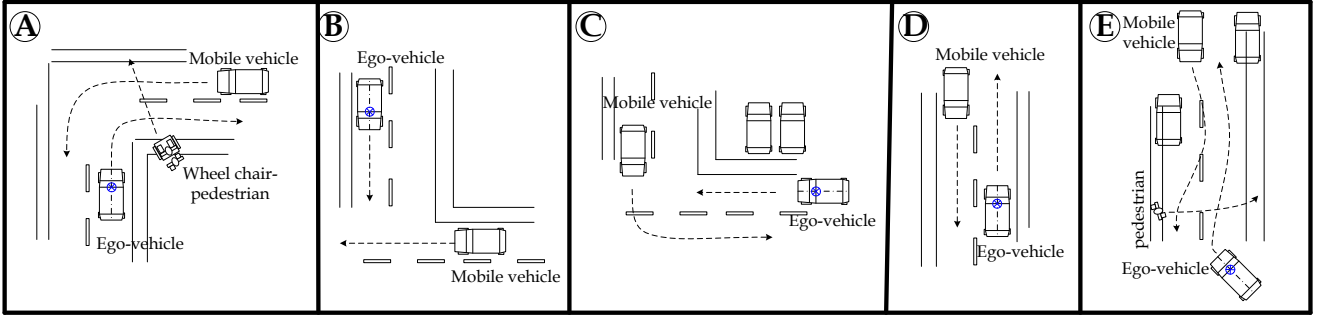 A
Mobile vehicle
Wheel chair-
pedestrian
Ego-vehicle
B
Ego-vehicle
Mobile vehicle
C
Mobile vehicle
Ego-vehicle
D
Mobile vehicle
Ego-vehicle
E
Mobile
vehicle
pedestrian
Ego-vehicle